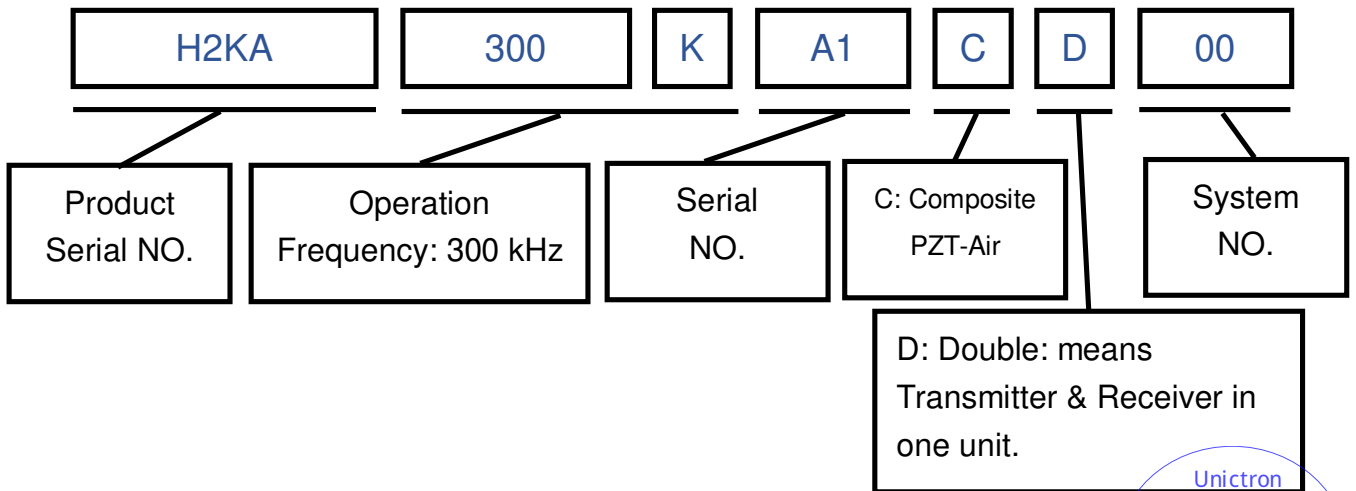 H2KA 300 K A1 C D 00
Product
Serial NO.
Operation
Frequency: 300 kHz
Serial
NO.
C: Composite
PZT-Air
System
NO.
D: Double: means
Transmitter & Receiver in
one unit.
Unictron